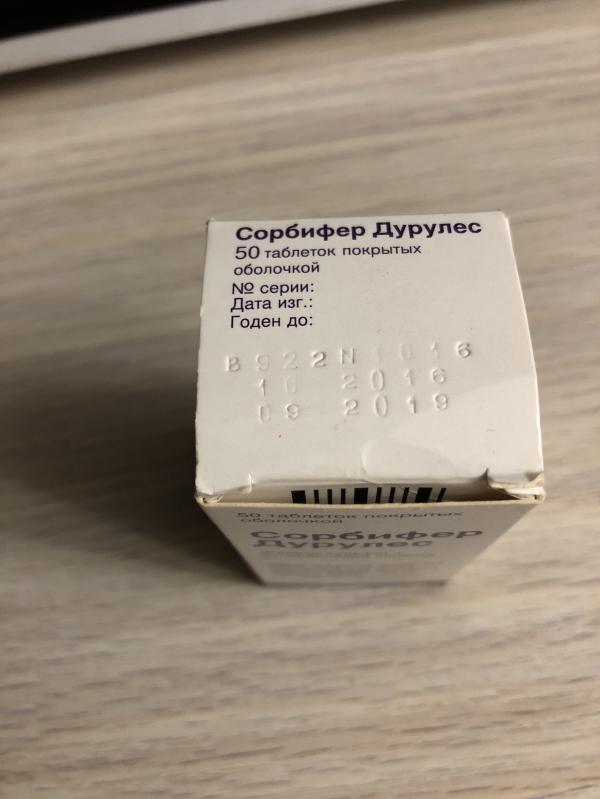 Сорбифер Дурулес
50 таблеток покрытых
оболочкой
№ серии:
Дата изг.:
Годен до:
B922N1016
10 2016
09 2019
50 таблеток покрытых
оболочкой
Сорбифер
Дурулес